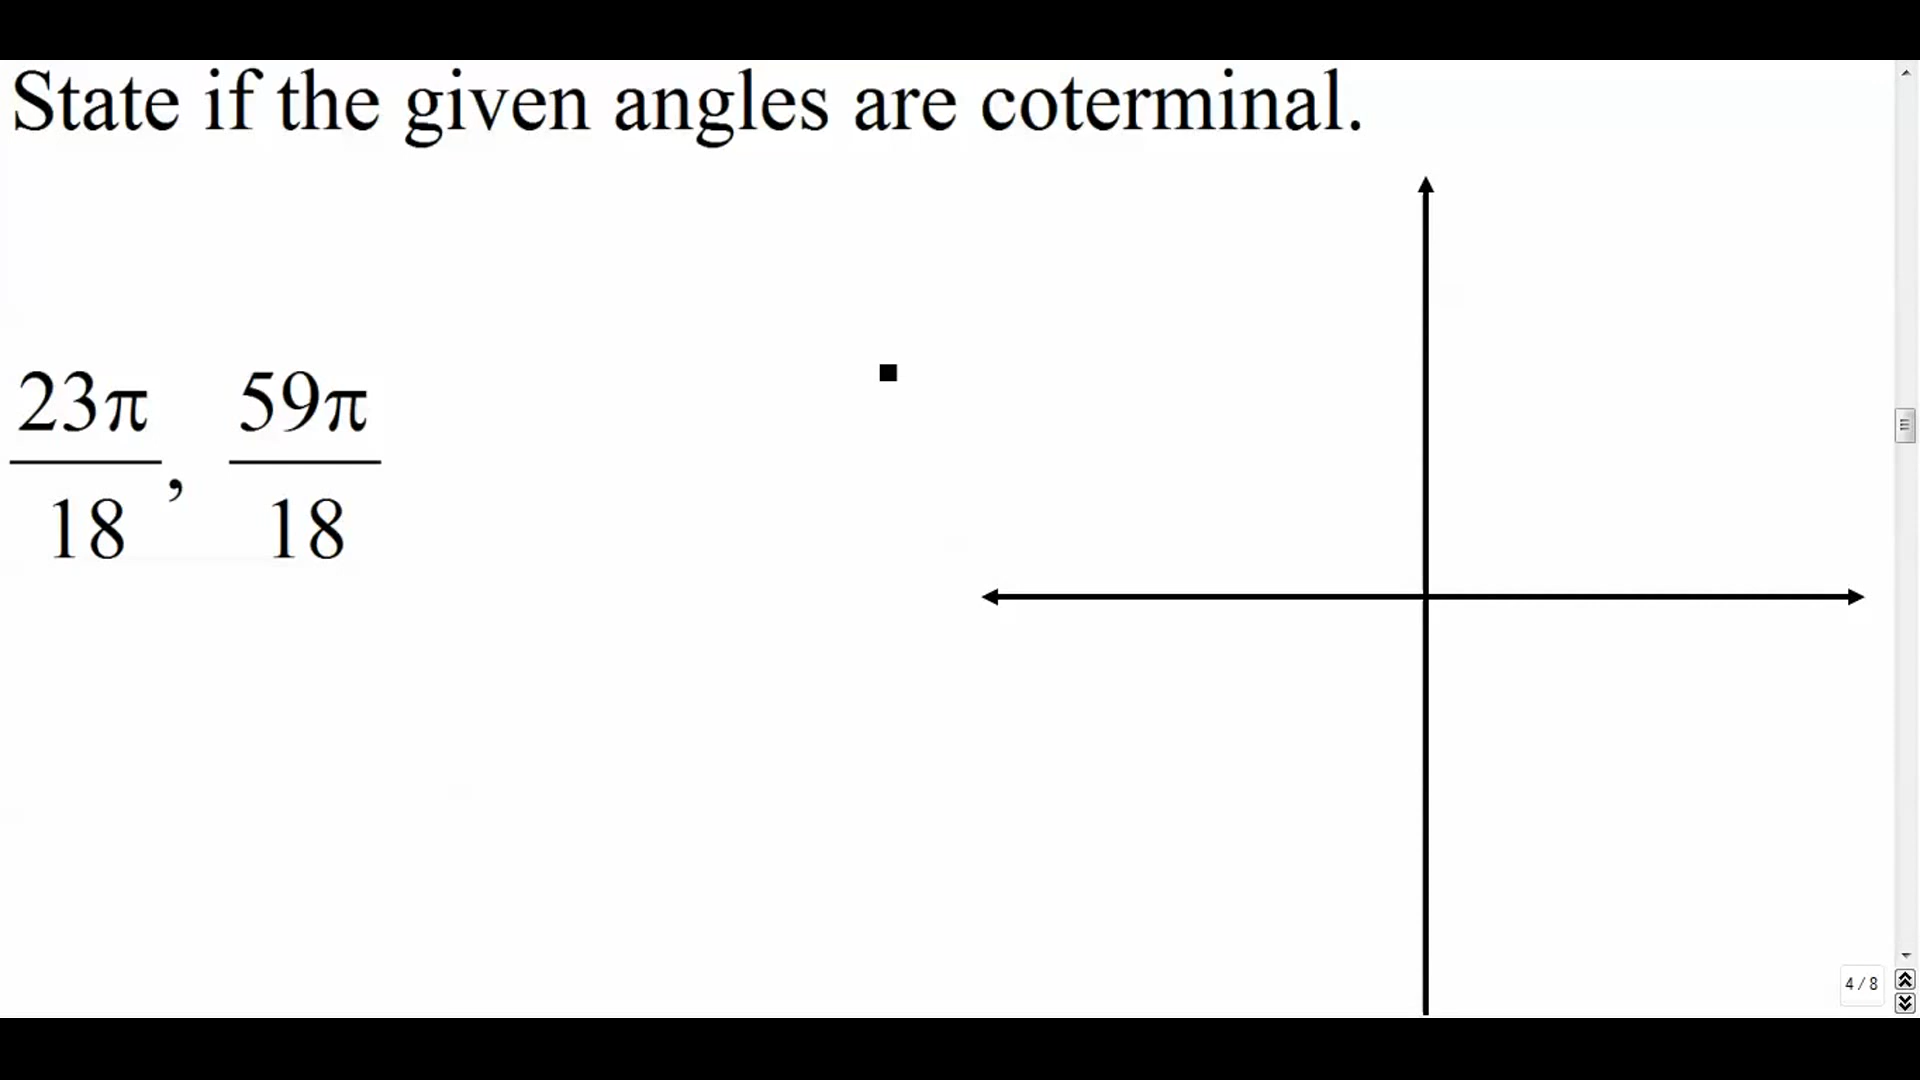 State if the given angles are coterminal.
23π/18, 59π/18
4 / 8